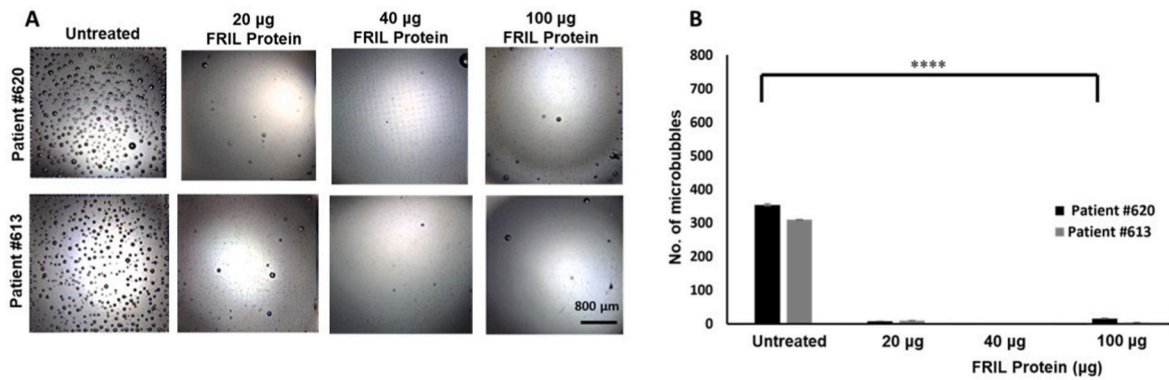 A
Untreated
20 µg
FRIL Protein
40 µg
FRIL Protein
100 µg
FRIL Protein
Patient #620
Patient #613
800 µm
B
****
No. of microbubbles
800
700
600
500
400
300
200
100
0
Patient #620
Patient #613
Untreated
20 µg
40 µg
100 µg
FRIL Protein (µg)